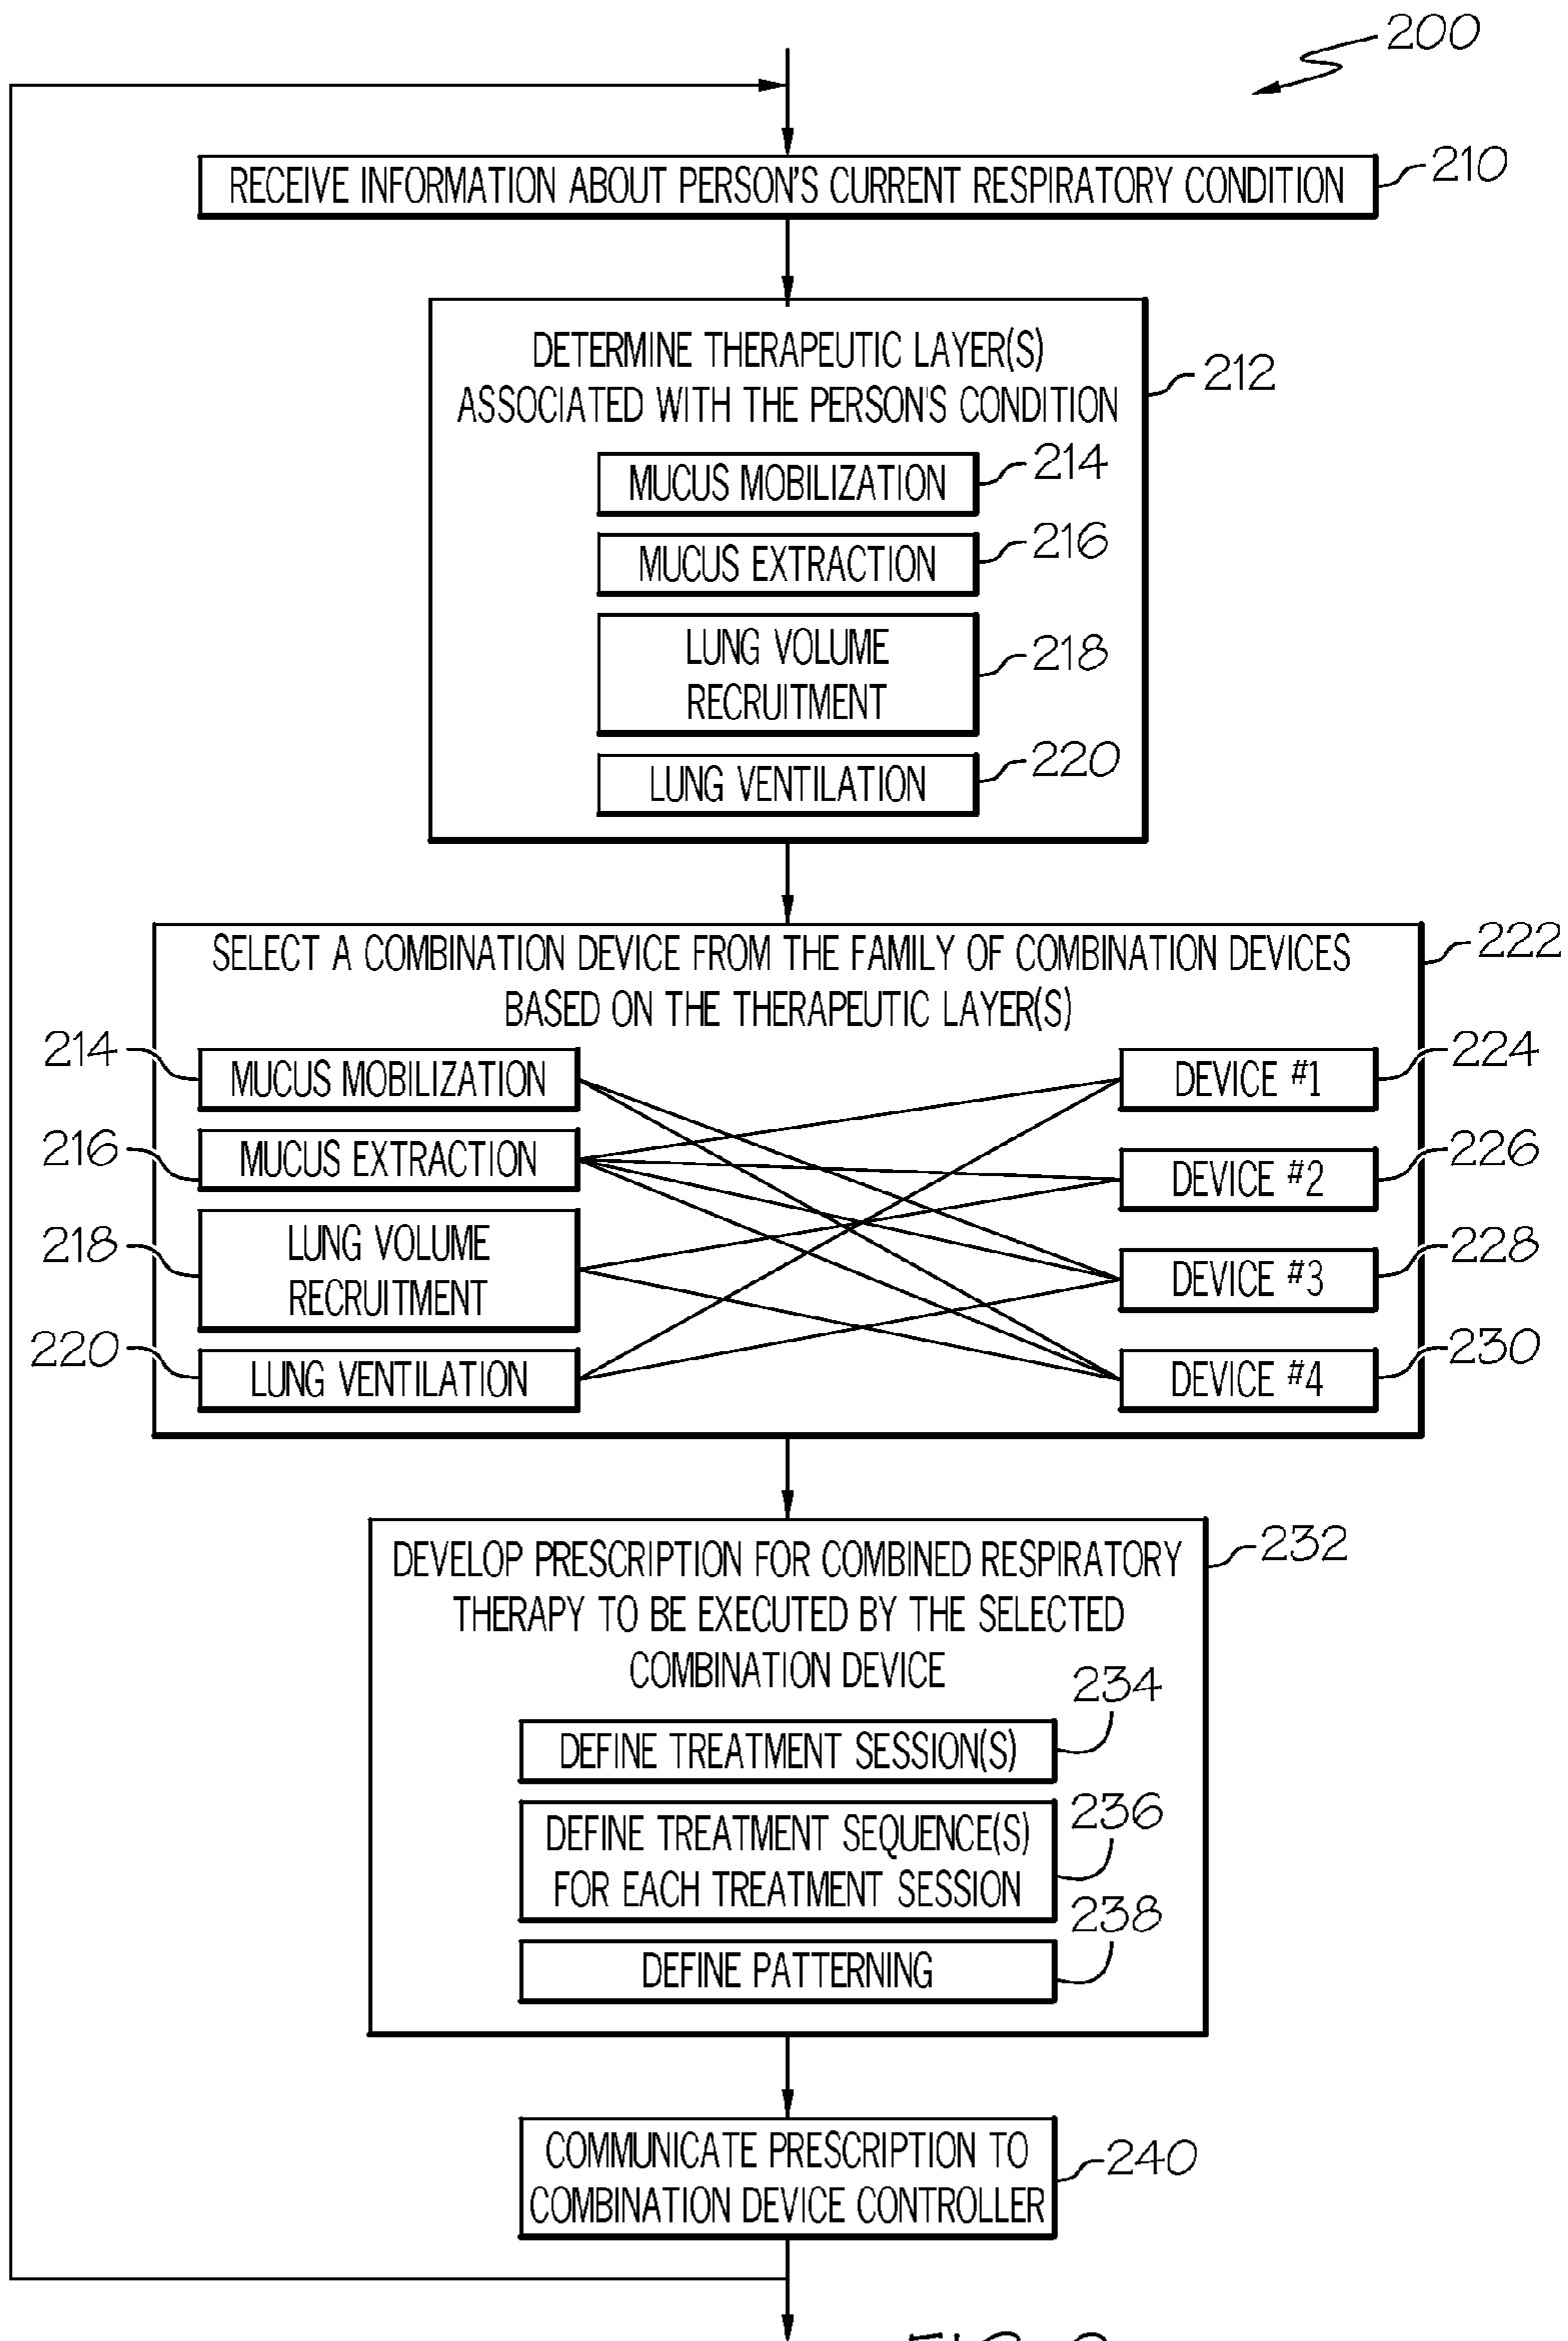 200
RECEIVE INFORMATION ABOUT PERSON'S CURRENT RESPIRATORY CONDITION
210
DETERMINE THERAPEUTIC LAYER(S)
ASSOCIATED WITH THE PERSON'S CONDITION
212
MUCUS MOBILIZATION
214
MUCUS EXTRACTION
216
LUNG VOLUME
RECRUITMENT
218
LUNG VENTILATION
220
SELECT A COMBINATION DEVICE FROM THE FAMILY OF COMBINATION DEVICES
BASED ON THE THERAPEUTIC LAYER(S)
222
214
MUCUS MOBILIZATION
DEVICE #1
224
216
MUCUS EXTRACTION
DEVICE #2
226
218
LUNG VOLUME
RECRUITMENT
DEVICE #3
228
220
LUNG VENTILATION
DEVICE #4
230
DEVELOP PRESCRIPTION FOR COMBINED RESPIRATORY
THERAPY TO BE EXECUTED BY THE SELECTED
COMBINATION DEVICE
232
DEFINE TREATMENT SESSION(S)
234
DEFINE TREATMENT SEQUENCE(S)
FOR EACH TREATMENT SESSION
236
DEFINE PATTERNING
238
COMMUNICATE PRESCRIPTION TO
COMBINATION DEVICE CONTROLLER
240